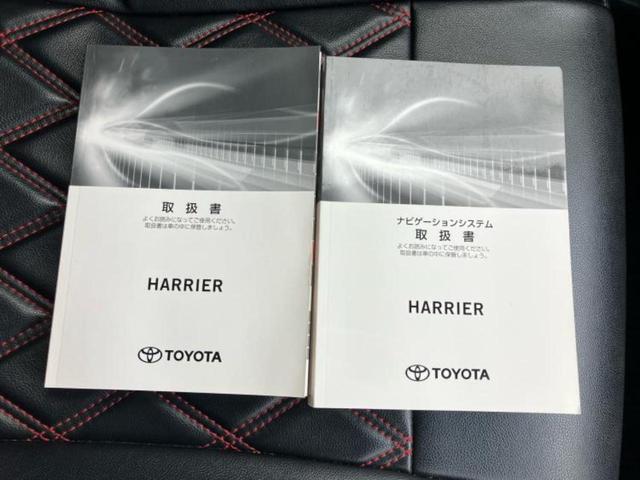 取扱書
よくお読みになってご使用ください。
取扱書は車の中に保管しましょう。
HARRIER
TOYOTA
ナビゲーションシステム
取扱書
よくお読みになってご使用ください。
取扱書は車の中に保管しましょう。
HARRIER
TOYOTA